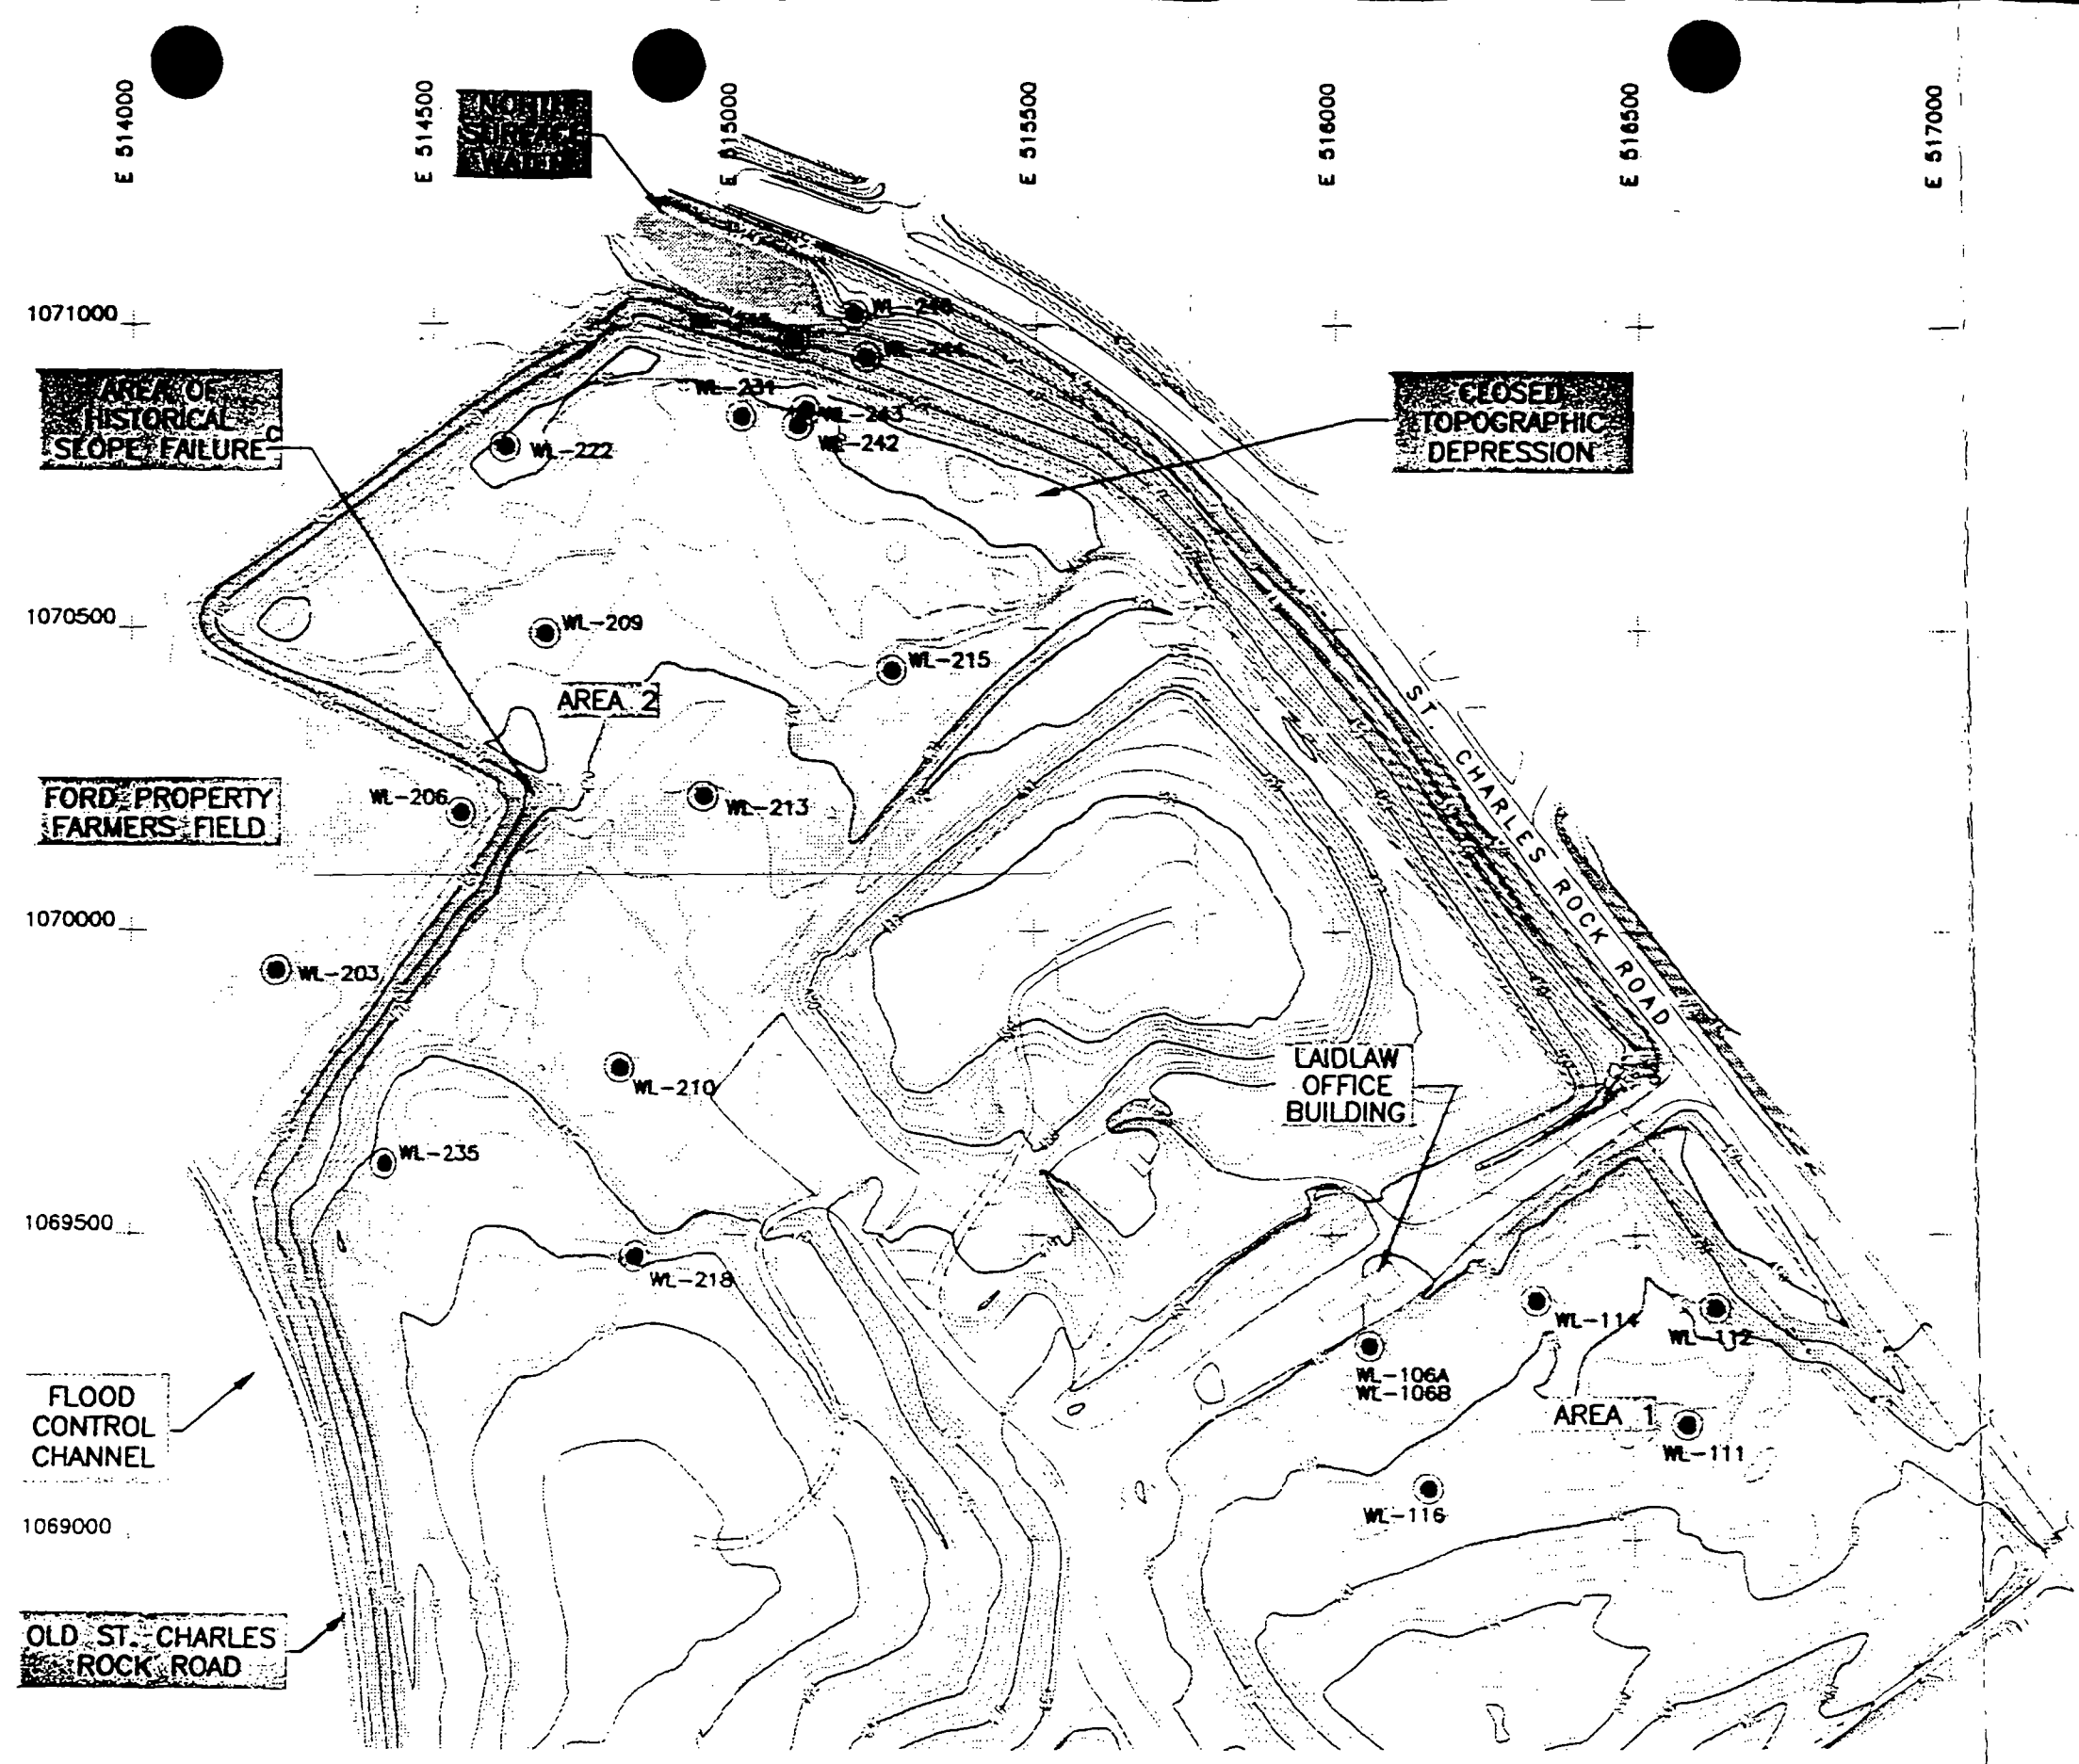 E 514000
E 514500
E 515000
E 515500
E 516000
E 516500
E 517000
NORTH
SURFACE
WATER
1071000
WL-244
AREA OF
HISTORICAL
SLOPE FAILURE
CLOSED
TOPOGRAPHIC
DEPRESSION
WL-231
WL-243
WL-242
WL-222
1070500
WL-209
WL-215
AREA 2
ST. CHARLES ROCK ROAD
FORD PROPERTY
FARMERS FIELD
WL-206
WL-213
1070000
WL-203
LAIDLAW
OFFICE
BUILDING
WL-210
WL-235
1069500
WL-218
WL-114
WL-112
WL-106A
WL-106B
FLOOD
CONTROL
CHANNEL
AREA 1
WL-111
WL-116
1069000
OLD ST. CHARLES
ROCK ROAD